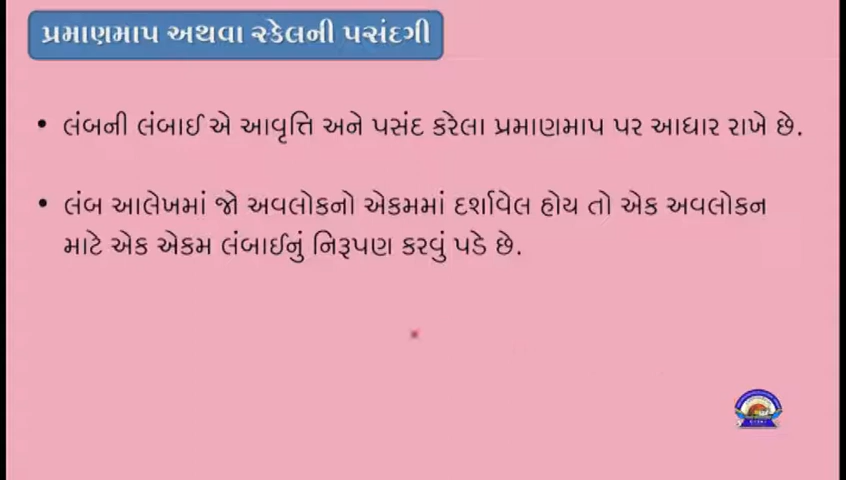 પ્રમાણમાપ અથવા સ્કેલની પસંદગી
• લંબની લંબાઈ એ આવૃત્તિ અને પસંદ કરેલા પ્રમાણમાપ પર આધાર રાખે છે.
• લંબ આલેખમાં જો અવલોકનો એકમમાં દર્શાવેલ હોય તો એક અવલોકન
માટે એક એકમ લંબાઈનું નિરૂપણ કરવું પડે છે.